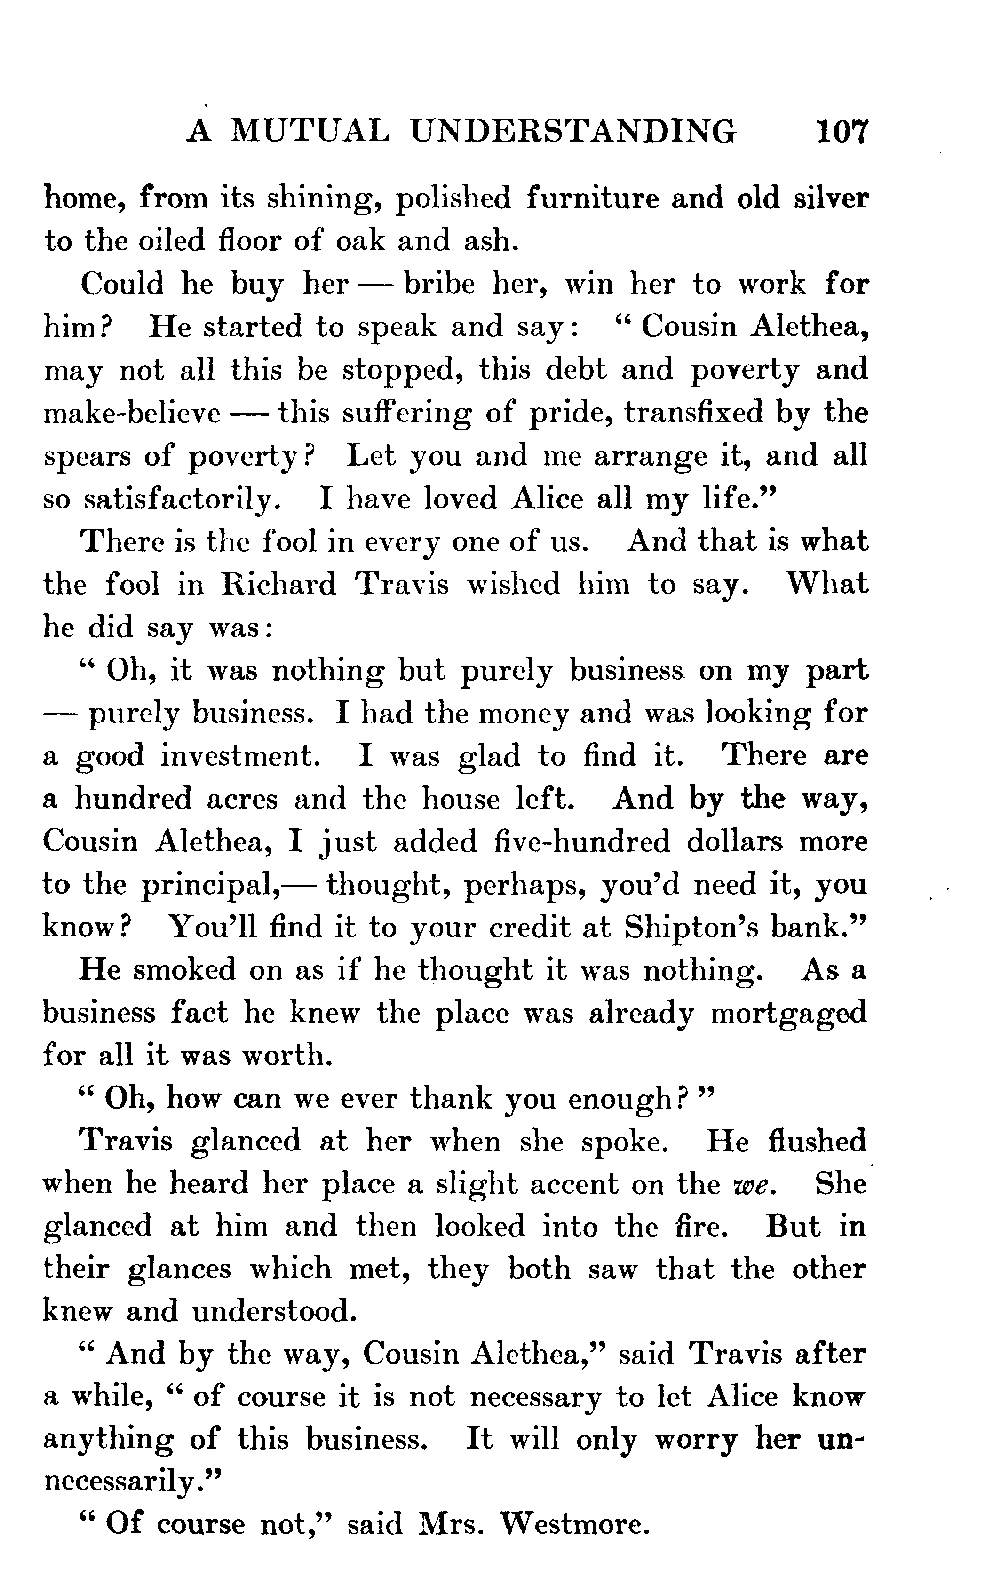 A MUTUAL UNDERSTANDING 107
home, from its shining, polished furniture and old silver
to the oiled floor of oak and ash.
Could he buy her — bribe her, win her to work for
him? He started to speak and say: “ Cousin Alethea,
may not all this be stopped, this debt and poverty and
make-believe — this suffering of pride, transfixed by the
spears of poverty? Let you and me arrange it, and all
so satisfactorily. I have loved Alice all my life.”
There is the fool in every one of us. And that is what
the fool in Richard Travis wished him to say. What
he did say was:
“ Oh, it was nothing but purely business on my part
— purely business. I had the money and was looking for
a good investment. I was glad to find it. There are
a hundred acres and the house left. And by the way,
Cousin Alethea, I just added five-hundred dollars more
to the principal,— thought, perhaps, you’d need it, you
know? You’ll find it to your credit at Shipton’s bank.”
He smoked on as if he thought it was nothing. As a
business fact he knew the place was already mortgaged
for all it was worth.
“ Oh, how can we ever thank you enough? ”
Travis glanced at her when she spoke. He flushed
when he heard her place a slight accent on the we. She
glanced at him and then looked into the fire. But in
their glances which met, they both saw that the other
knew and understood.
“ And by the way, Cousin Alethea,” said Travis after
a while, “ of course it is not necessary to let Alice know
anything of this business. It will only worry her un-
necessarily.”
“ Of course not,” said Mrs. Westmore.